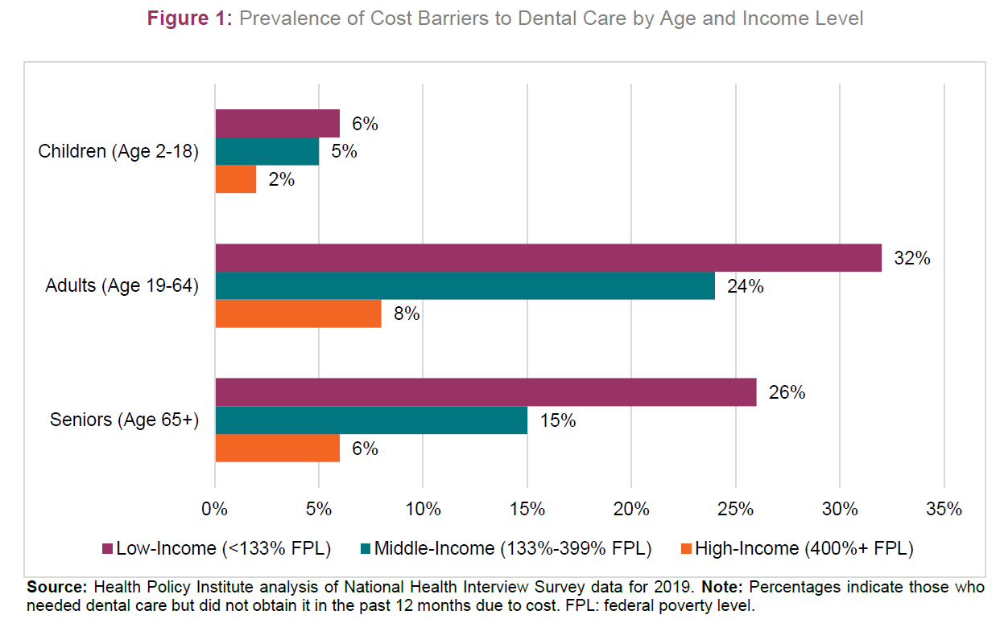 Figure 1: Prevalence of Cost Barriers to Dental Care by Age and Income Level
6%
Children (Age 2-18)
5%
2%
32%
Adults (Age 19-64)
24%
8%
26%
Seniors (Age 65+)
15%
6%
0%
5%
10%
15%
20%
25%
30%
35%
Low-Income (<133% FPL)
Middle-Income (133%-399% FPL)
High-Income (400%+ FPL)
Source: Health Policy Institute analysis of National Health Interview Survey data for 2019. Note: Percentages indicate those who
needed dental care but did not obtain it in the past 12 months due to cost. FPL: federal poverty level.